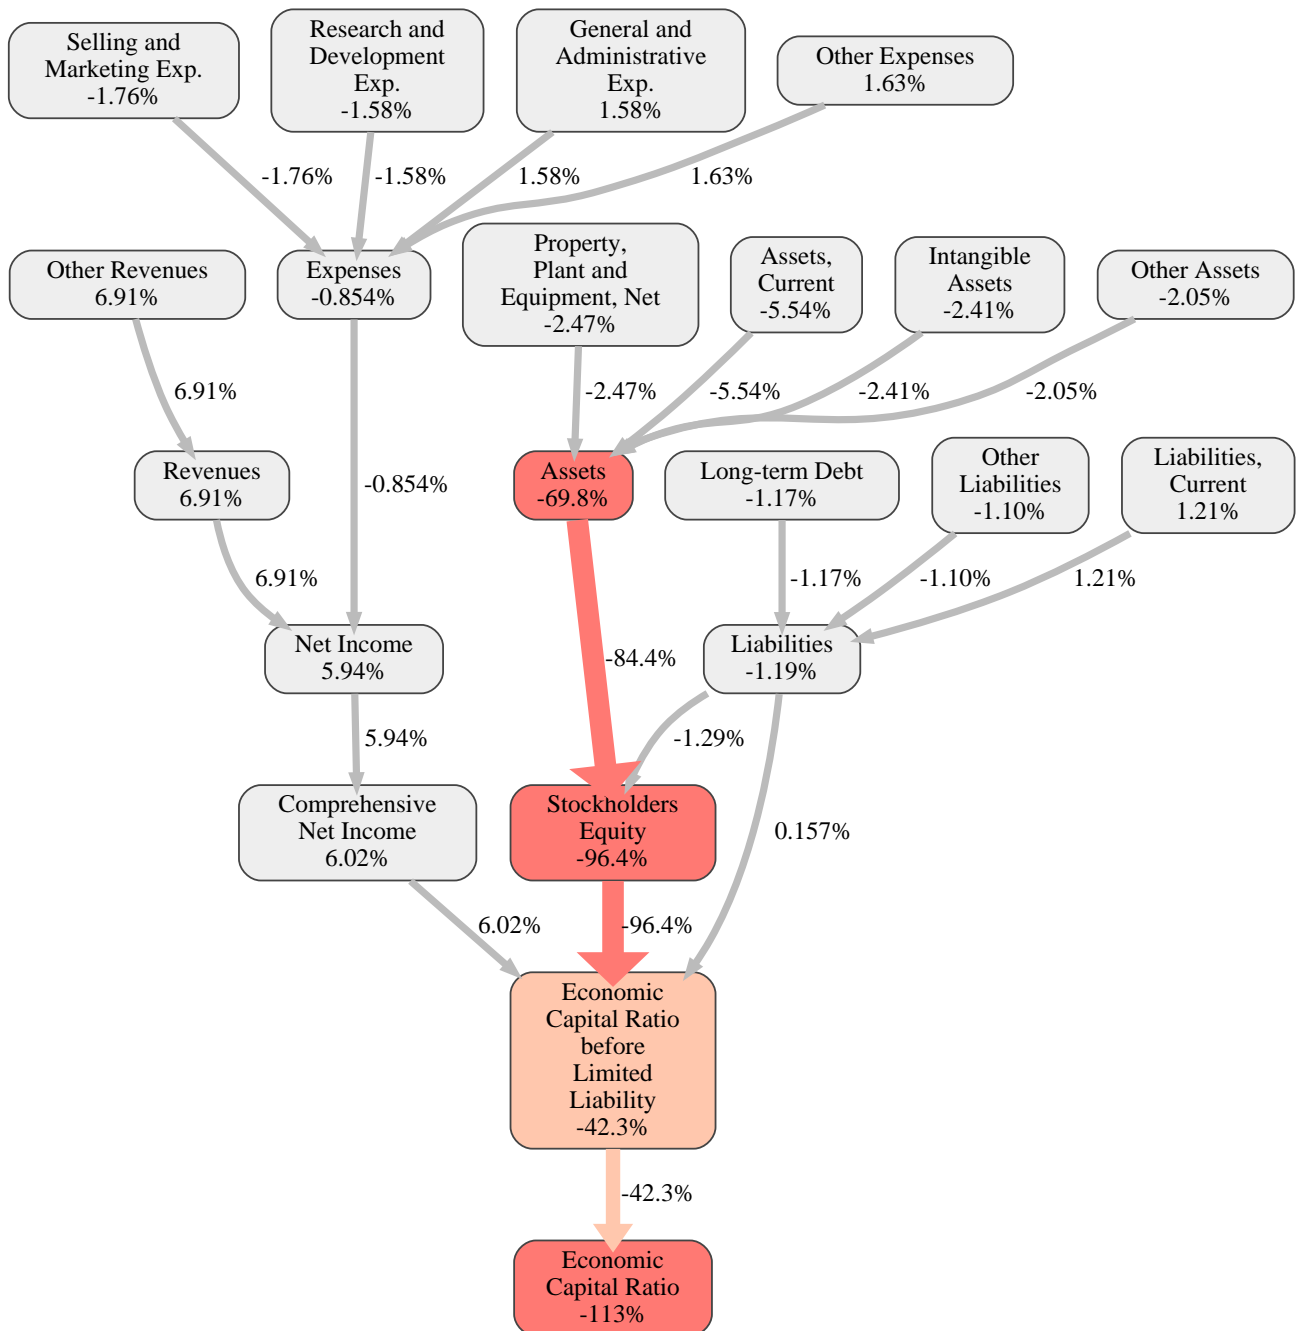 Selling and
Marketing Exp.
-1.76%
Research and
Development
Exp.
-1.58%
General and
Administrative
Exp.
1.58%
Other Expenses
1.63%
-1.76%
-1.58%
1.58%
1.63%
Other Revenues
6.91%
Expenses
-0.854%
Property,
Plant and
Equipment, Net
-2.47%
Assets,
Current
-5.54%
Intangible
Assets
-2.41%
Other Assets
-2.05%
6.91%
-2.47%
-5.54%
-2.41%
-2.05%
Revenues
6.91%
-0.854%
Assets
-69.8%
Long-term Debt
-1.17%
Other
Liabilities
-1.10%
Liabilities,
Current
1.21%
6.91%
-1.17%
-1.10%
1.21%
Net Income
5.94%
-84.4%
Liabilities
-1.19%
5.94%
-1.29%
Comprehensive
Net Income
6.02%
Stockholders
Equity
-96.4%
0.157%
6.02%
-96.4%
Economic
Capital Ratio
before
Limited
Liability
-42.3%
-42.3%
Economic
Capital Ratio
-113%